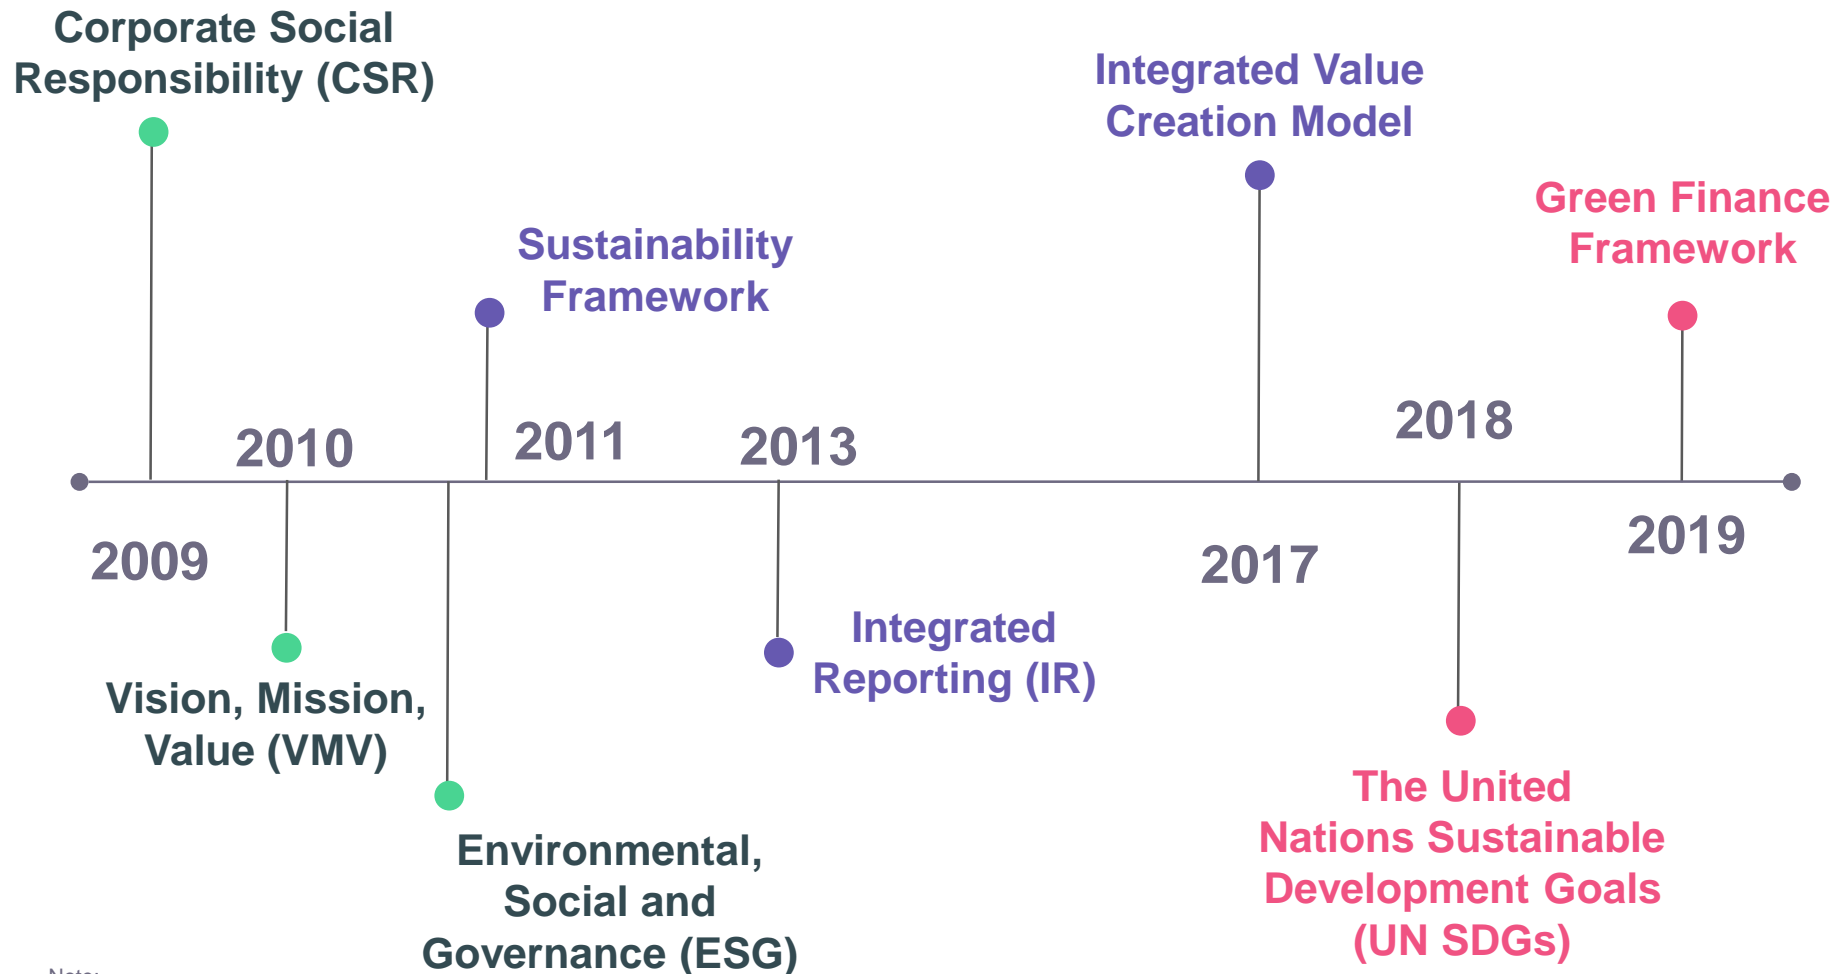 Corporate Social
Responsibility (CSR)
Integrated Value
Creation Model
Green Finance
Framework
Sustainability
Framework
2010
2011
2013
2018
2009
2017
2019
Integrated
Reporting (IR)
Vision, Mission,
Value (VMV)
The United
Nations Sustainable
Development Goals
(UN SDGs)
Environmental,
Social and
Governance (ESG)
Note: